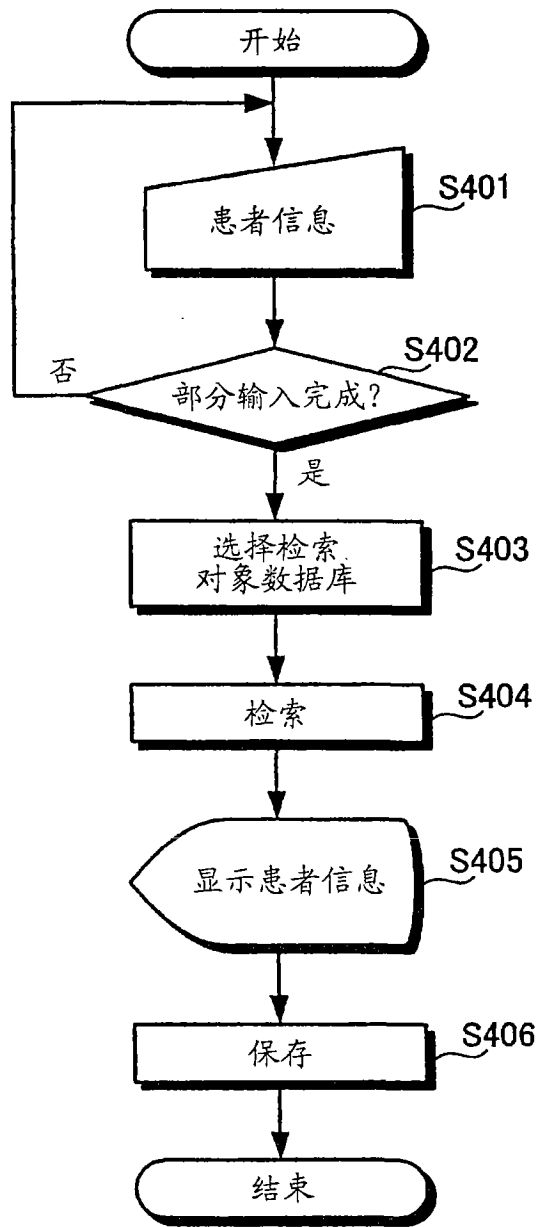 开始
患者信息
S401
S402
部分输入完成?
否
是
选择检索
对象数据库
S403
检索
S404
显示患者信息
S405
保存
S406
结束